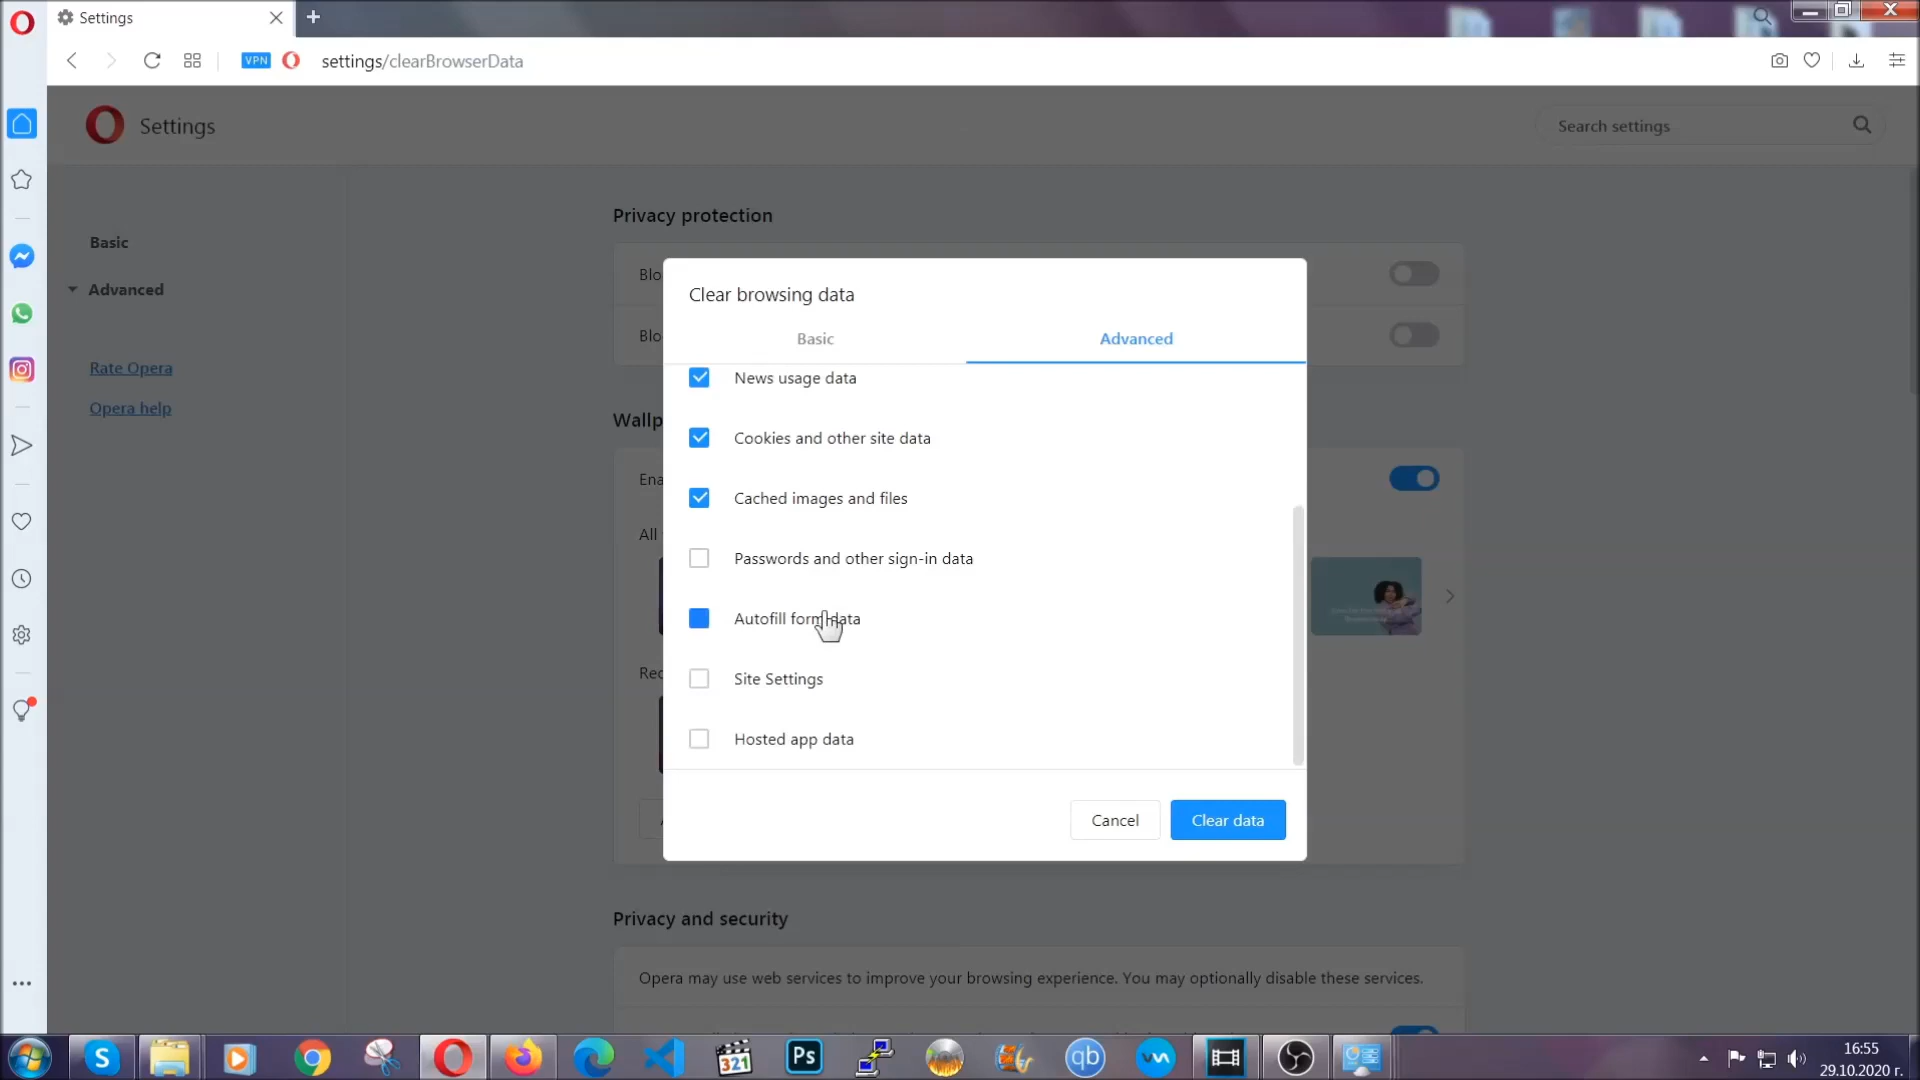 Settings
VPN
settings/clearBrowserData
Settings
Search settings
Basic
Advanced
Rate Opera
Opera help
Privacy protection
Blo
Blo
Wallp
Ena
All
Rec
Clear browsing data
Basic
Advanced
News usage data
Cookies and other site data
Cached images and files
Passwords and other sign-in data
Autofill form data
Site Settings
Hosted app data
Cancel
Clear data
Privacy and security
Opera may use web services to improve your browsing experience. You may optionally disable these services.
S
321
Ps
qb
16:55
29.10.2020 г.